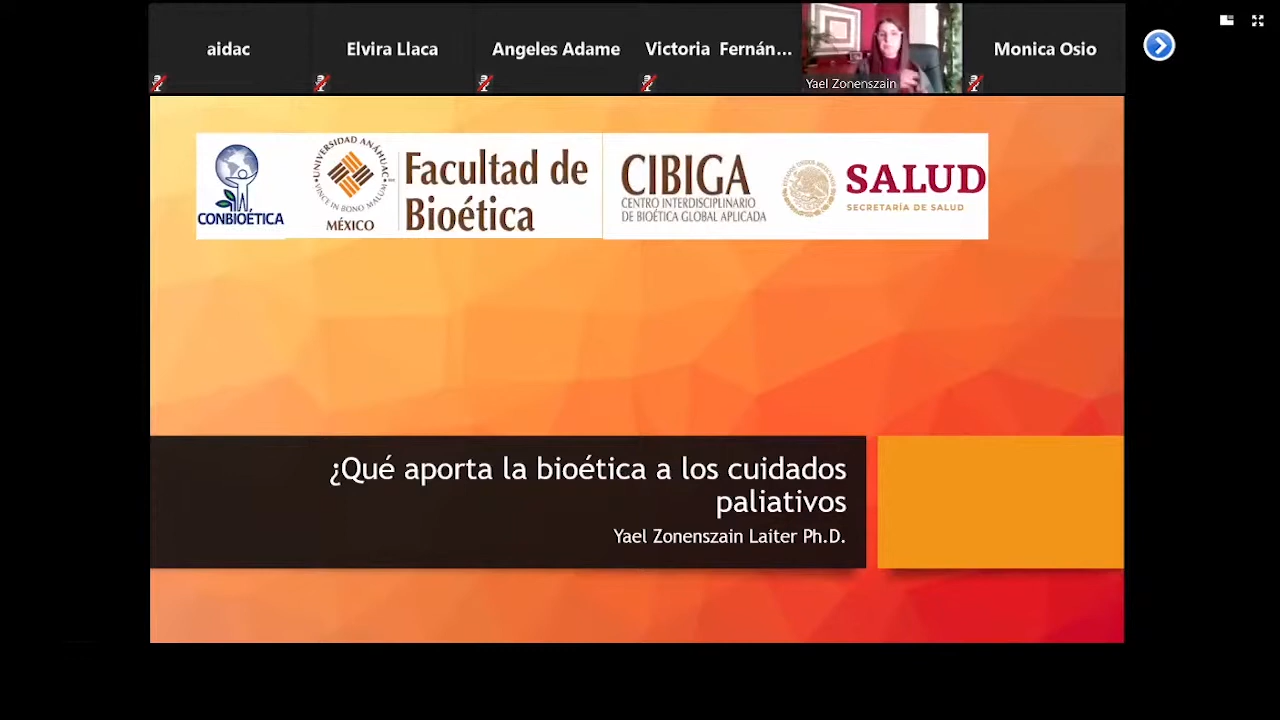 aidac
Elvira Llaca
Angeles Adame
Victoria Fernán...
Yael Zonenszain
Monica Osio
CONBIOÉTICA
UNIVERSIDAD ANÁHUAC
VINCE IN BONO MALUM
MÉXICO
Facultad de
Bioética
CIBIGA
CENTRO INTERDISCIPLINARIO
DE BIOÉTICA GLOBAL APLICADA
SALUD
SECRETARÍA DE SALUD
¿Qué aporta la bioética a los cuidados
paliativos
Yael Zonenszain Laiter Ph.D.